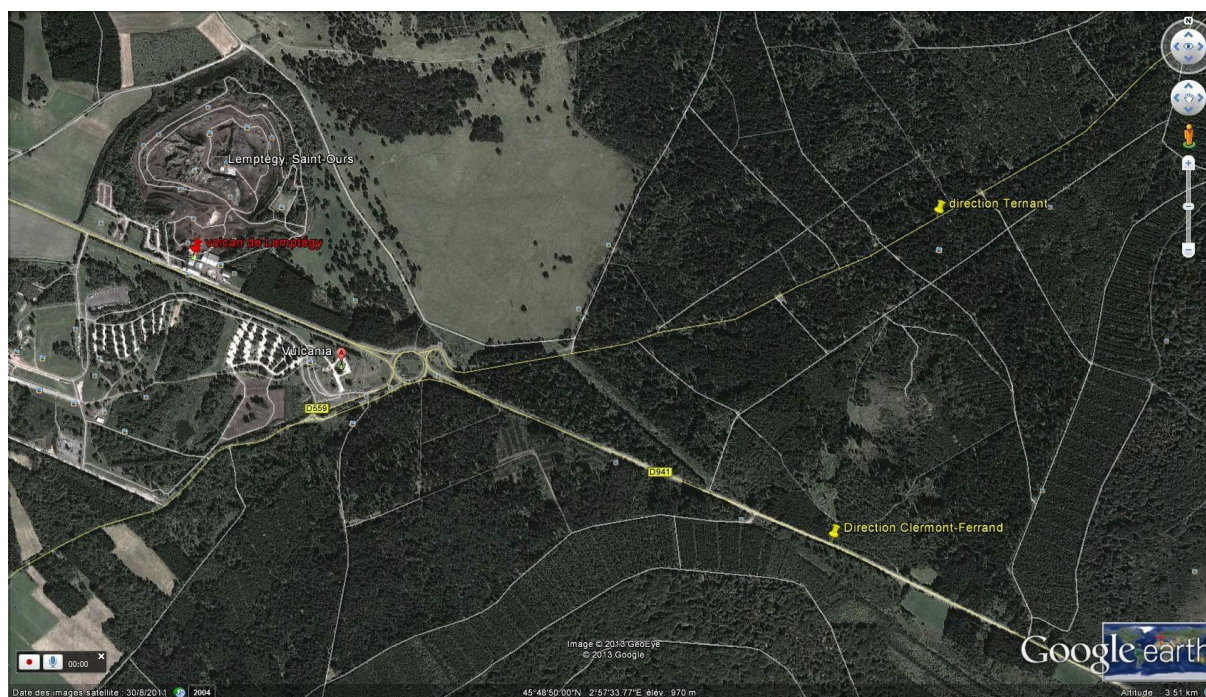 N
Lemptégy, Saint-Ours
direction Ternant
volcan de Lemptégy
Vulcania
A
D559
D941
Direction Clermont-Ferrand
Image © 2013 GeoEye
© 2013 Google
Google earth
00:00
Date des images satellite : 30/8/2011
2004
45°48'50.00"N 2°57'33.77"E élév. 970 m
Altitude 3.51 km